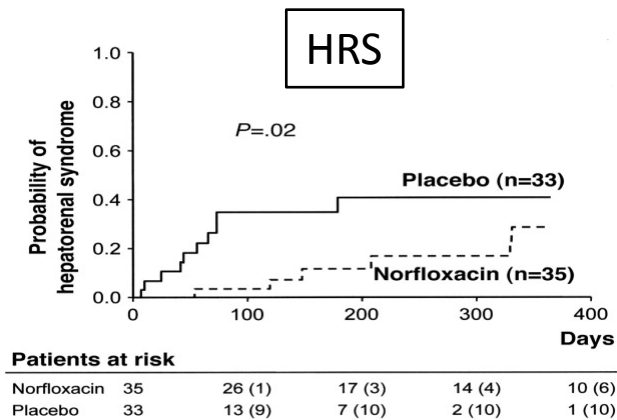 HRS
1.0
0.8
P=.02
0.6
Placebo (n=33)
0.4
0.2
Norfloxacin (n=35)
0.0
Probability of
hepatorenal syndrome
0 100 200 300 400
Days
Patients at risk
Norfloxacin 35 26 (1) 17 (3) 14 (4) 10 (6)
Placebo 33 13 (9) 7 (10) 2 (10) 1 (10)